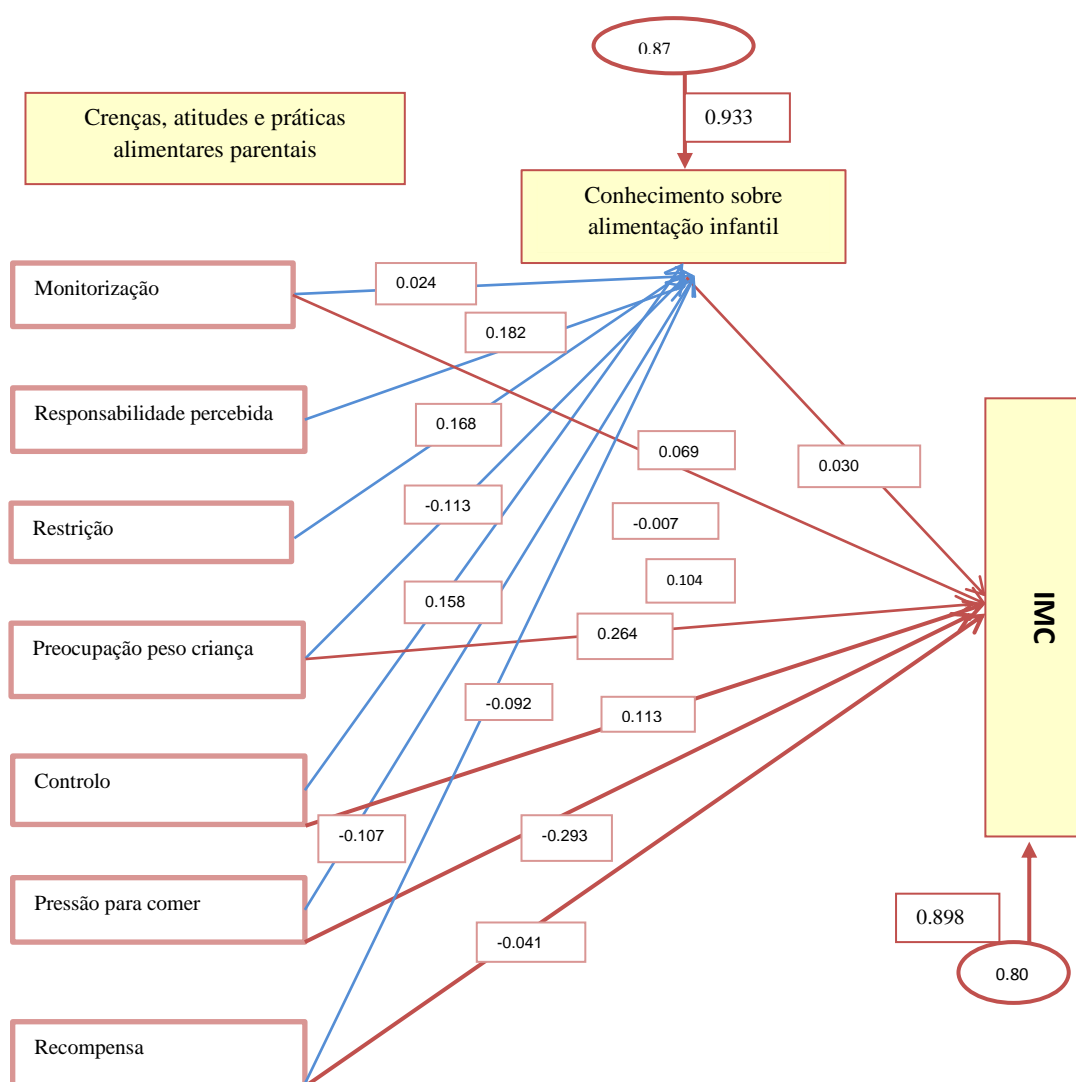 0.87
0.933
Crenças, atitudes e práticas
alimentares parentais
Conhecimento sobre
alimentação infantil
Monitorização
0.024
0.182
Responsabilidade percebida
0.168
0.069
0.030
Restrição
-0.113
-0.007
0.104
0.158
IMC
Preocupação peso criança
0.264
-0.092
0.113
Controlo
-0.107
-0.293
Pressão para comer
0.898
-0.041
0.80
Recompensa